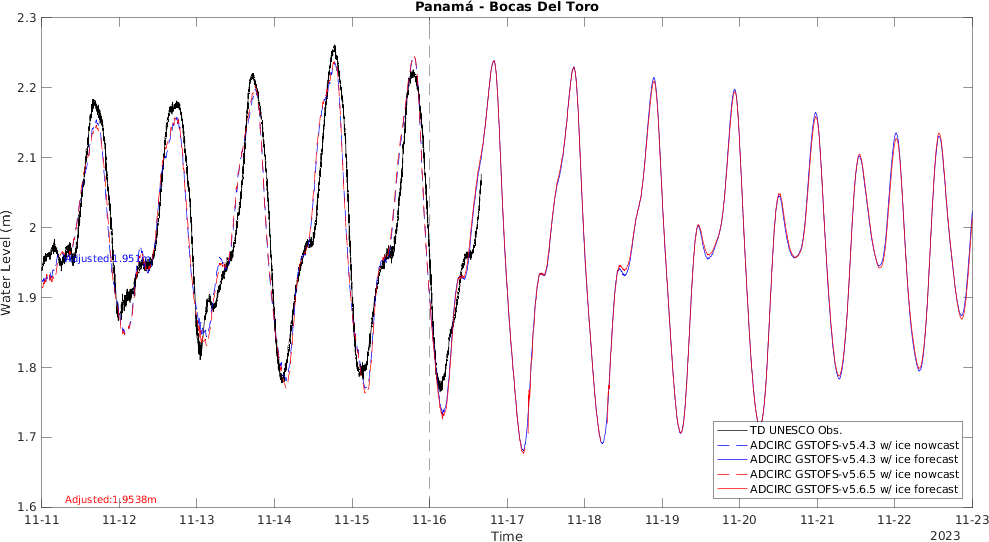 Panamá - Bocas Del Toro
2.3
2.2
2.1
2
1.9
1.8
1.7
1.6
Water Level (m)
Adjusted:1.951
Adjusted:1.9538m
TD UNESCO Obs.
ADCIRC GSTOFS-v5.4.3 w/ ice nowcast
ADCIRC GSTOFS-v5.4.3 w/ ice forecast
ADCIRC GSTOFS-v5.6.5 w/ ice nowcast
ADCIRC GSTOFS-v5.6.5 w/ ice forecast
11-11 11-12 11-13 11-14 11-15 11-16 11-17 11-18 11-19 11-20 11-21 11-22 11-23
Time
2023